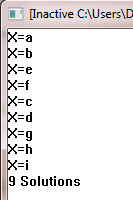 [Inactive C:\Users\D
X=a
X=b
X=e
X=f
X=c
X=d
X=g
X=h
X=i
9 Solutions